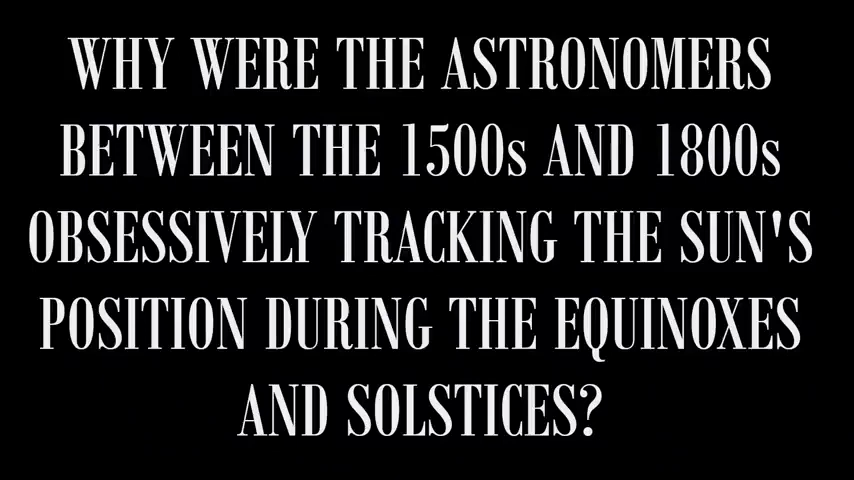 WHY WERE THE ASTRONOMERS
BETWEEN THE 1500s AND 1800s
OBSESSIVELY TRACKING THE SUN'S
POSITION DURING THE EQUINOXES
AND SOLSTICES?